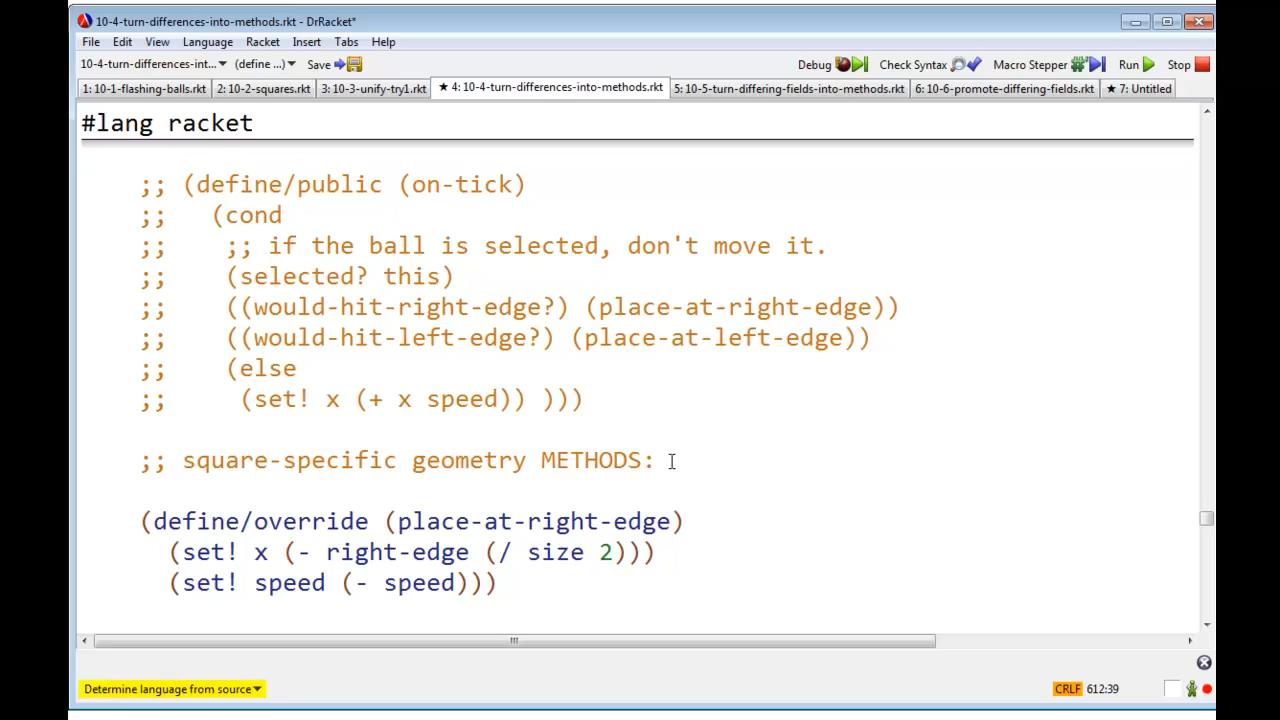 10-4-turn-differences-into-methods.rkt - DrRacket*
File Edit View Language Racket Insert Tabs Help
10-4-turn-differences-int... (define ...) Save Debug Check Syntax Macro Stepper Run Stop
1: 10-1-flashing-balls.rkt 2: 10-2-squares.rkt 3: 10-3-unify-try1.rkt ★ 4: 10-4-turn-differences-into-methods.rkt 5: 10-5-turn-differing-fields-into-methods.rkt 6: 10-6-promote-differing-fields.rkt ★ 7: Untitled
#lang racket
;; (define/public (on-tick)
;;   (cond
;;    ;; if the ball is selected, don't move it.
;;    (selected? this)
;;    ((would-hit-right-edge?) (place-at-right-edge))
;;    ((would-hit-left-edge?) (place-at-left-edge))
;;    (else
;;     (set! x (+ x speed)) )))
;; square-specific geometry METHODS:
(define/override (place-at-right-edge)
  (set! x (- right-edge (/ size 2)))
  (set! speed (- speed)))
Determine language from source CRLF 612:39